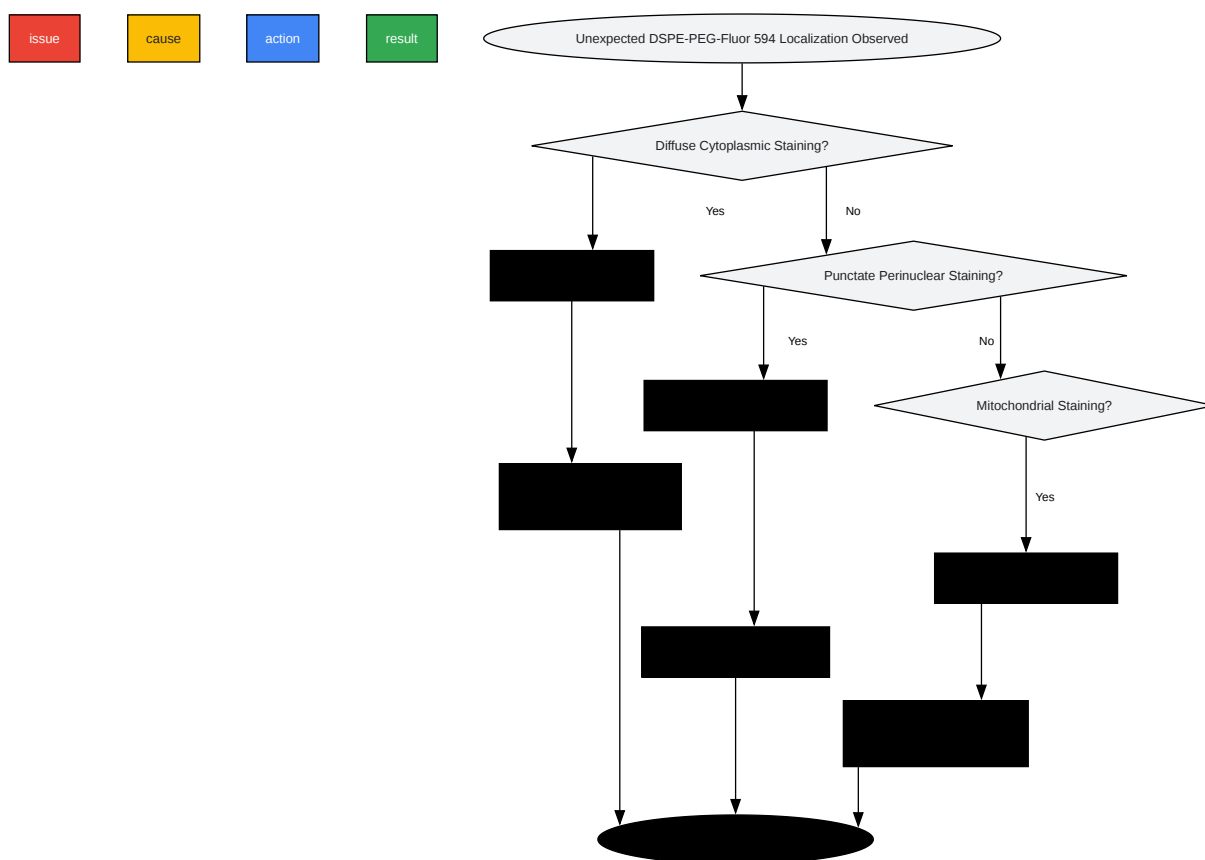 issue
cause
action
result
Unexpected DSPE-PEG-Fluor 594 Localization Observed
Diffuse Cytoplasmic Staining?
Yes
No
Punctate Perinuclear Staining?
Yes
No
Mitochondrial Staining?
Yes